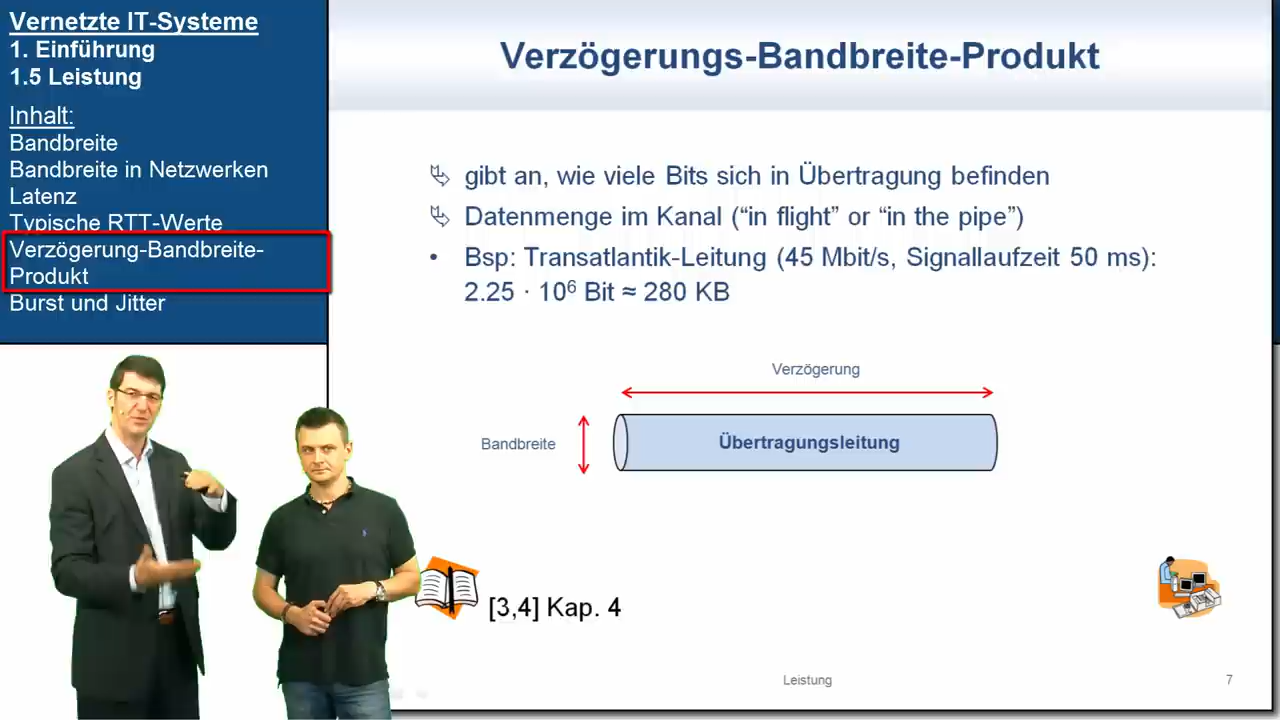 Vernetzte IT-Systeme
1. Einführung
1.5 Leistung
Inhalt:
Bandbreite
Bandbreite in Netzwerken
Latenz
Typische RTT-Werte
Verzögerung-Bandbreite-
Produkt
Burst und Jitter
Verzögerungs-Bandbreite-Produkt
gibt an, wie viele Bits sich in Übertragung befinden
Datenmenge im Kanal (“in flight” or “in the pipe”)
• Bsp: Transatlantik-Leitung (45 Mbit/s, Signallaufzeit 50 ms):
2.25 · 10⁶ Bit ≈ 280 KB
Verzögerung
Bandbreite
Übertragungsleitung
[3,4] Kap. 4
Leistung
7